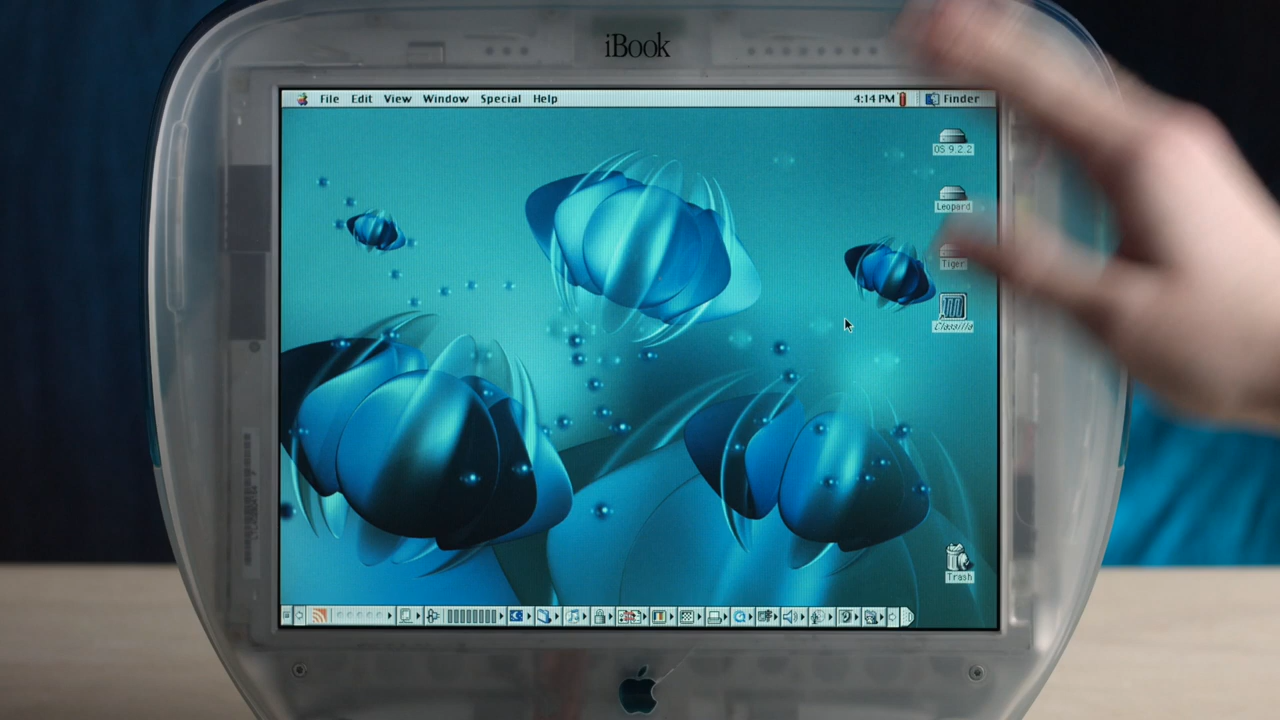 iBook
File Edit View Window Special Help 4:14 PM Finder
OS 9.2.2
Leopard
Tiger
Classilla
Trash